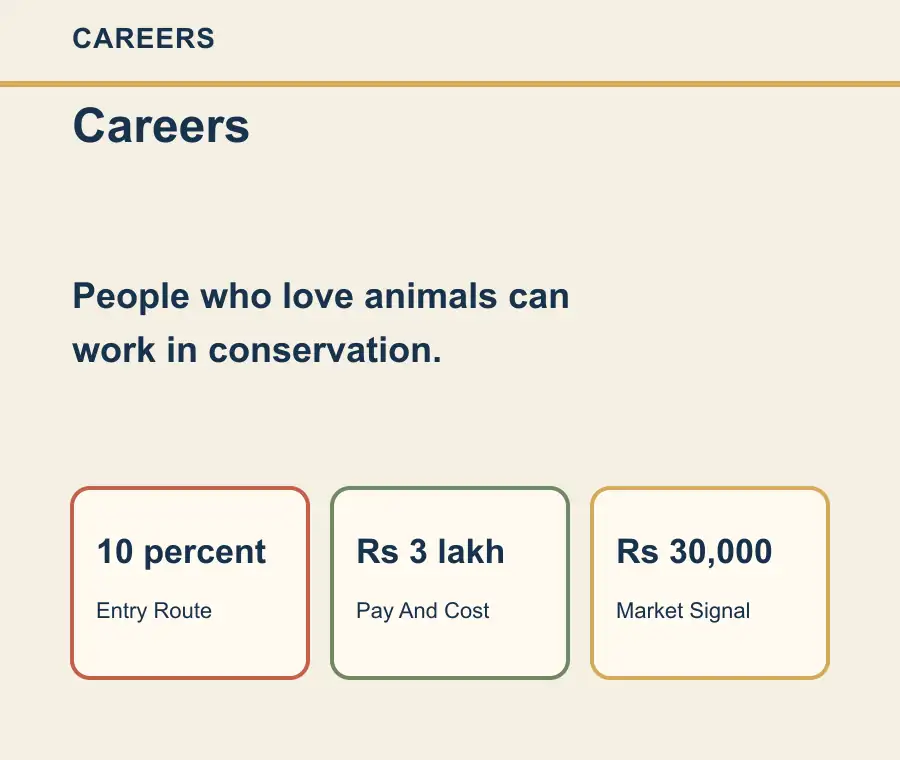 CAREERS
Careers
People who love animals can
work in conservation.
10 percent
Entry Route
Rs 3 lakh
Pay And Cost
Rs 30,000
Market Signal